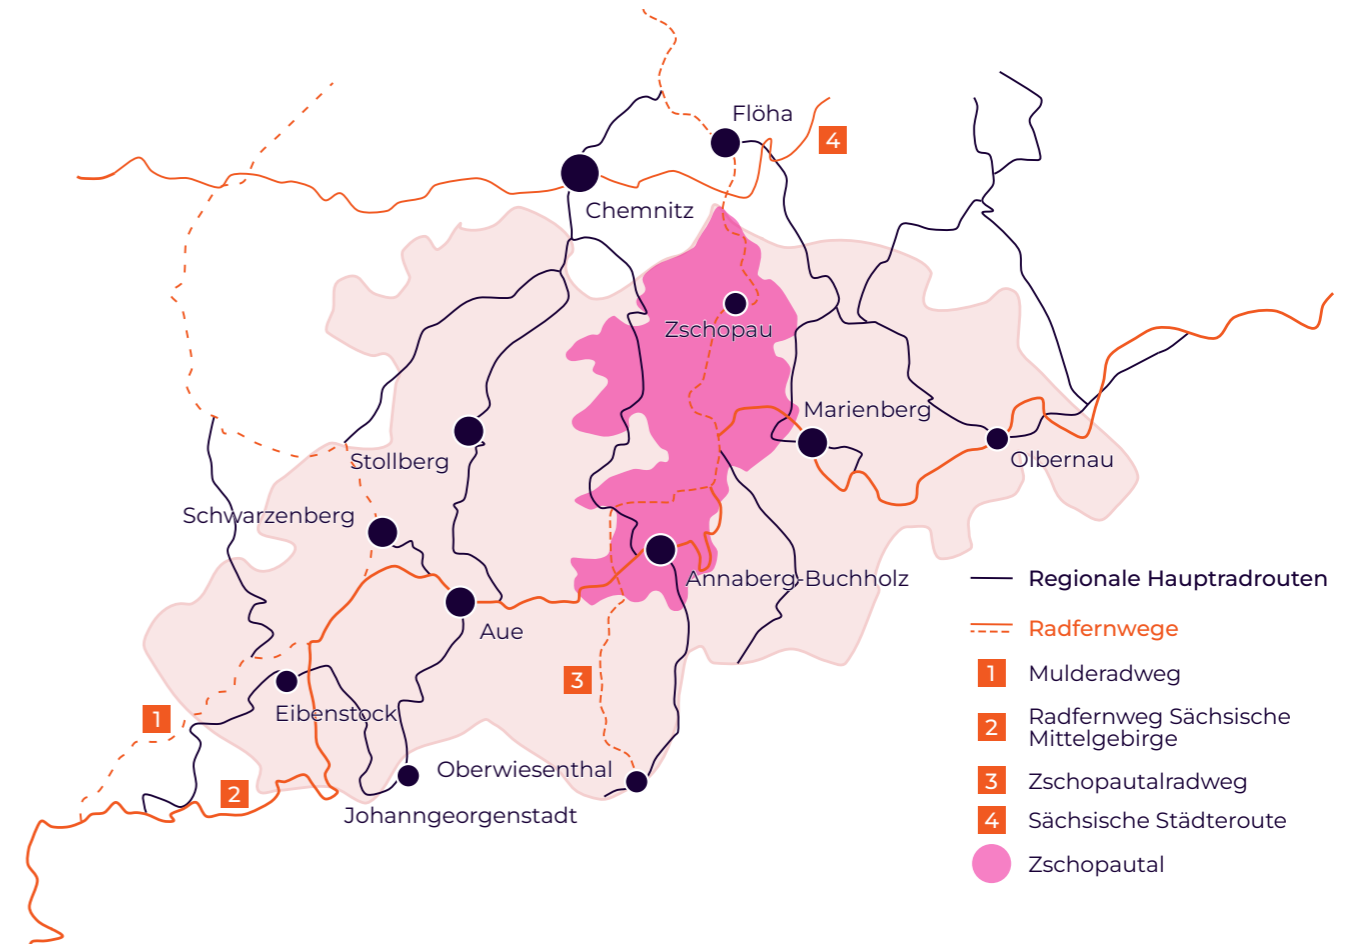 Flöha
4
Chemnitz
Zschopau
Marienberg
Stollberg
Olbernau
Schwarzenberg
Annaberg-Buchholz
Aue
3
1
Eibenstock
2
Oberwiesenthal
Johanngeorgenstadt
Regionale Hauptradrouten
Radfernwege
1 Mulderadweg
2 Radfernweg Sächsische
Mittelgebirge
3 Zschopautalradweg
4 Sächsische Städteroute
Zschopautal